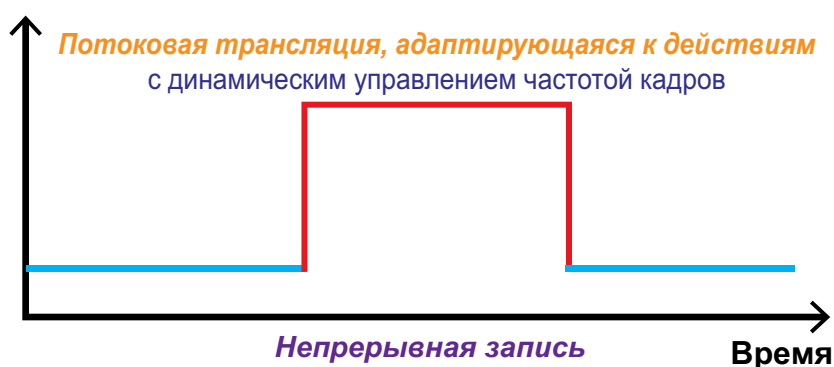 Потоковая трансляция, адаптирующаяся к действиям
с динамическим управлением частотой кадров
Непрерывная запись
Время